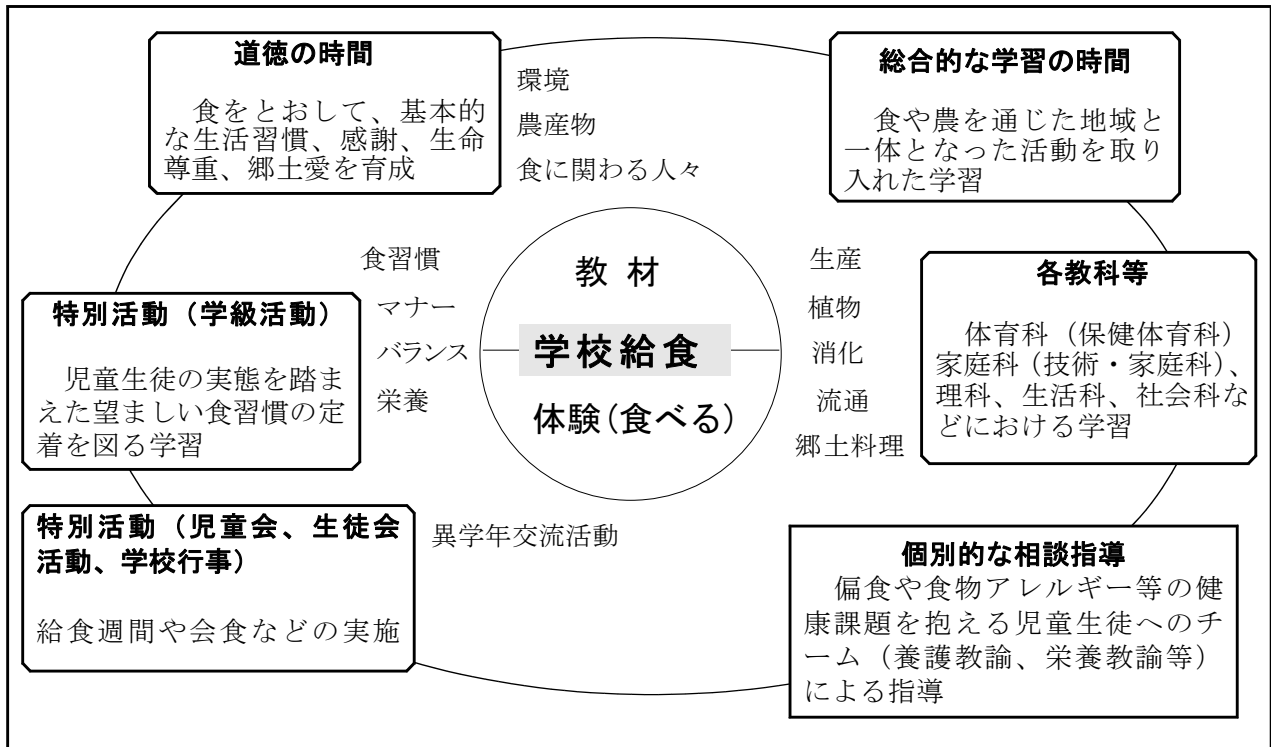 道徳の時間
食をとおして、基本的
な生活習慣、感謝、生命
尊重、郷土愛を育成
環境
農産物
食に関わる人々
総合的な学習の時間
食や農を通じた地域と
一体となった活動を取り
入れた学習
食習慣
マナー
バランス
栄養
教材
学校給食
体験(食べる)
生産
植物
消化
流通
郷土料理
各教科等
体育科(保健体育科)
家庭科(技術・家庭科)、
理科、生活科、社会科な
どにおける学習
特別活動(学級活動)
児童生徒の実態を踏ま
えた望ましい食習慣の定
着を図る学習
特別活動(児童会、生徒会
活動、学校行事)
給食週間や会食などの実施
異学年交流活動
個別的な相談指導
偏食や食物アレルギー等の健
康課題を抱える児童生徒へのチ
ーム(養護教諭、栄養教諭等)
による指導